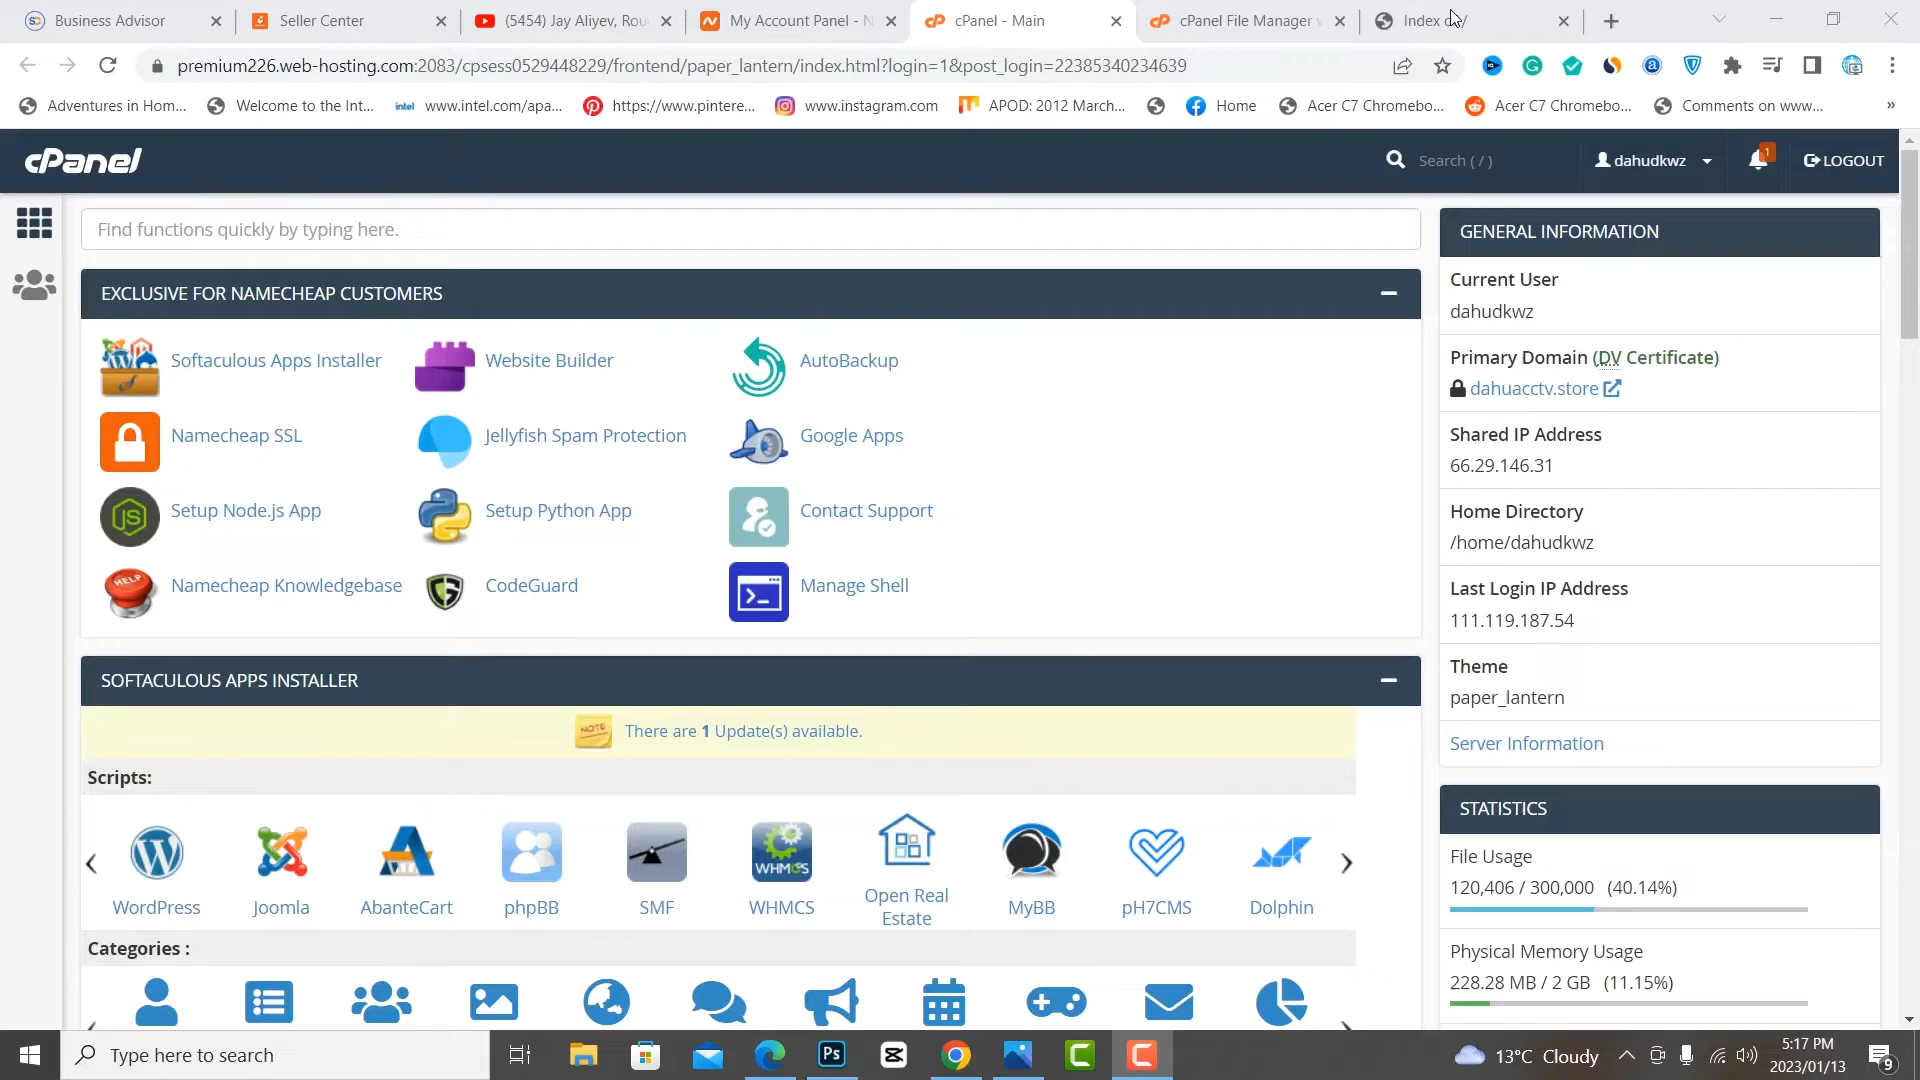 Business Advisor
Seller Center
(5454) Jay Aliyev, Rou
My Account Panel - N
cPanel - Main
cPanel File Manager v
Index of /
premium226.web-hosting.com:2083/cpsess0529448229/frontend/paper_lantern/index.html?login=1&post_login=22385340234639
Adventures in Hom...
Welcome to the Int...
intel
www.intel.com/apa...
https://www.pintere...
www.instagram.com
APOD: 2012 March...
Home
Acer C7 Chromebo...
Acer C7 Chromebo...
Comments on www...
»
cPanel
Search ( / )
dahudkwz
1
LOGOUT
Find functions quickly by typing here.
EXCLUSIVE FOR NAMECHEAP CUSTOMERS
Softaculous Apps Installer
Website Builder
AutoBackup
Namecheap SSL
Jellyfish Spam Protection
Google Apps
Setup Node.js App
Setup Python App
Contact Support
HELP
Namecheap Knowledgebase
CodeGuard
Manage Shell
SOFTACULOUS APPS INSTALLER
NOTE
There are 1 Update(s) available.
Scripts:
WordPress
Joomla
AbanteCart
phpBB
SMF
WHMCS
WHMCS
Open Real
Estate
MyBB
pH7CMS
Dolphin
Categories :
GENERAL INFORMATION
Current User
dahudkwz
Primary Domain (DV Certificate)
dahuacctv.store
Shared IP Address
66.29.146.31
Home Directory
/home/dahudkwz
Last Login IP Address
111.119.187.54
Theme
paper_lantern
Server Information
STATISTICS
File Usage
120,406 / 300,000 (40.14%)
Physical Memory Usage
228.28 MB / 2 GB (11.15%)
Type here to search
Ps
13°C Cloudy
5:17 PM
2023/01/13
9